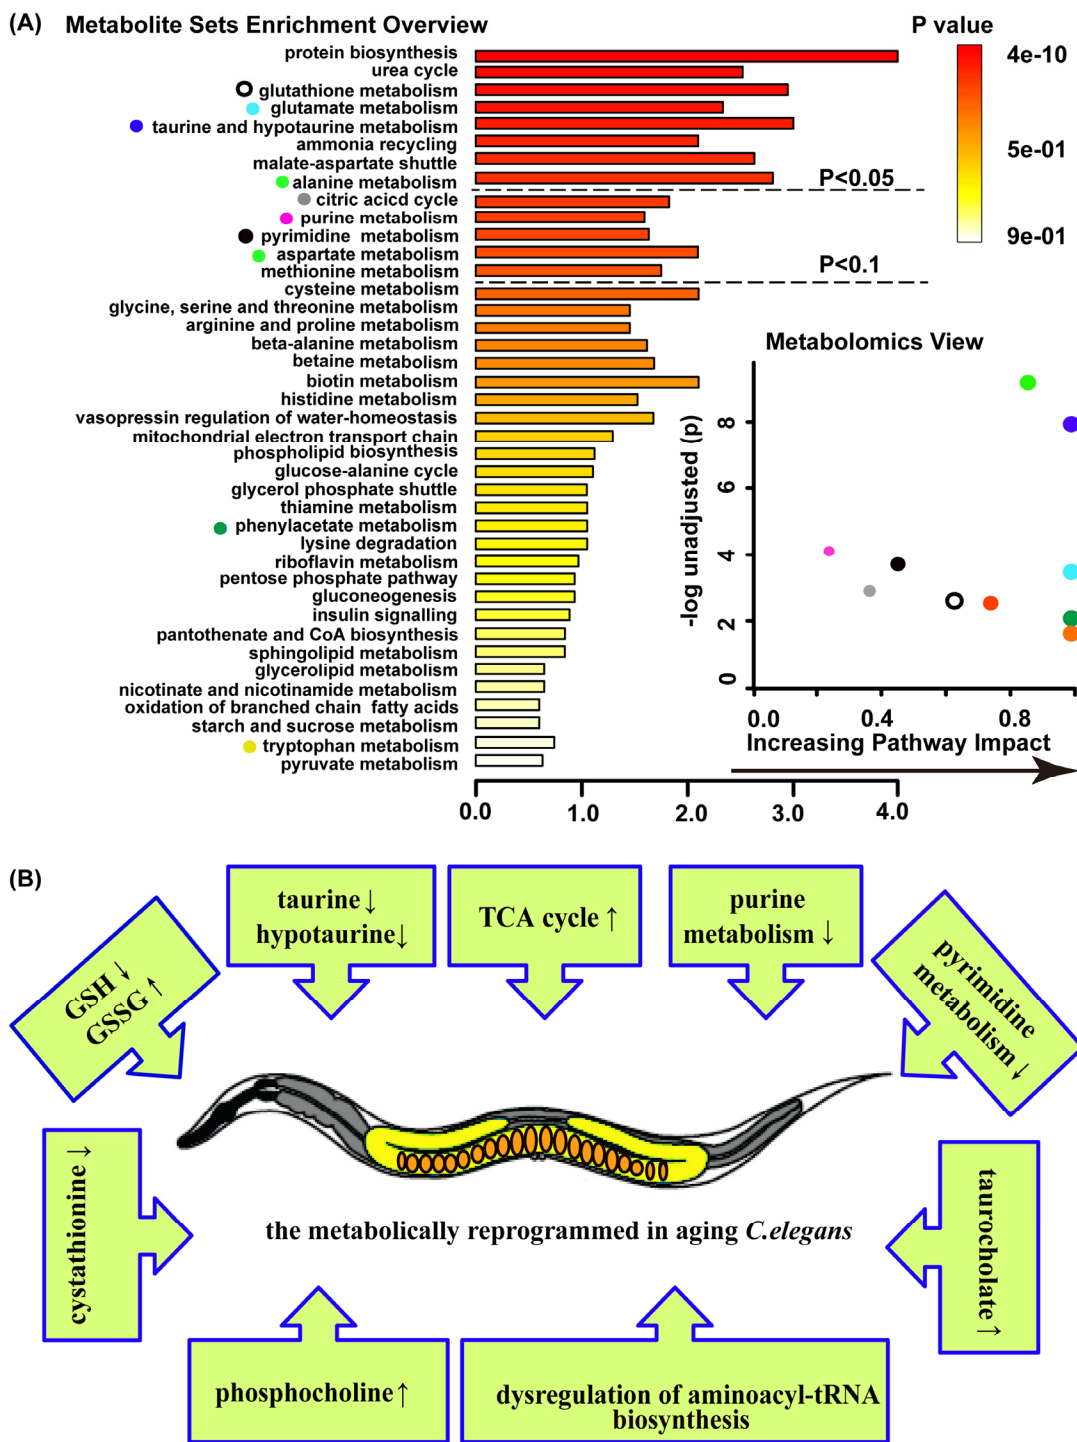 (A) Metabolite Sets Enrichment Overview
P value
protein biosynthesis
urea cycle
glutathione metabolism
glutamate metabolism
taurine and hypotaurine metabolism
ammonia recycling
malate-aspartate shuttle
alanine metabolism
citric acicd cycle
purine metabolism
pyrimidine metabolism
aspartate metabolism
methionine metabolism
cysteine metabolism
glycine, serine and threonine metabolism
arginine and proline metabolism
beta-alanine metabolism
betaine metabolism
biotin metabolism
histidine metabolism
vasopressin regulation of water-homeostasis
mitochondrial electron transport chain
phospholipid biosynthesis
glucose-alanine cycle
glycerol phosphate shuttle
thiamine metabolism
phenylacetate metabolism
lysine degradation
riboflavin metabolism
pentose phosphate pathway
gluconeogenesis
insulin signalling
pantothenate and CoA biosynthesis
sphingolipid metabolism
glycerolipid metabolism
nicotinate and nicotinamide metabolism
oxidation of branched chain fatty acids
starch and sucrose metabolism
tryptophan metabolism
pyruvate metabolism
0.0 1.0 2.0 3.0 4.0
P<0.05
P<0.1
4e-10
5e-01
9e-01
Metabolomics View
-log unadjusted (p)
8
6
4
2
0
0.0 0.4 0.8
Increasing Pathway Impact
(B)
GSH↓
GSSG↑
taurine↓
hypotaurine↓
TCA cycle↑
purine
metabolism↓
pyrimidine
metabolism↓
cystathionine↓
taurocholate↑
the metabolically reprogrammed in aging C.elegans
phosphocholine↑
dysregulation of aminoacyl-tRNA
biosynthesis